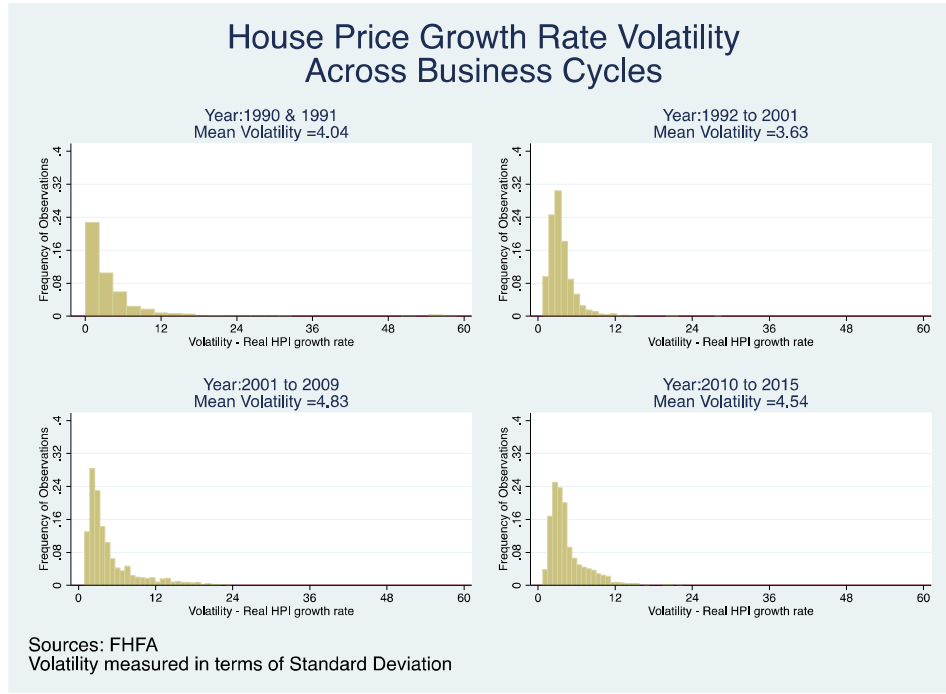 House Price Growth Rate Volatility
Across Business Cycles
Year:1990 & 1991
Mean Volatility =4.04
Frequency of Observations
0 .08 .16 .24 .32 .4
0 12 24 36 48 60
Volatility - Real HPI growth rate
Year:1992 to 2001
Mean Volatility =3.63
Frequency of Observations
0 .08 .16 .24 .32 .4
0 12 24 36 48 60
Volatility - Real HPI growth rate
Year:2001 to 2009
Mean Volatility =4.83
Frequency of Observations
0 .08 .16 .24 .32 .4
0 12 24 36 48 60
Volatility - Real HPI growth rate
Year:2010 to 2015
Mean Volatility =4.54
Frequency of Observations
0 .08 .16 .24 .32 .4
0 12 24 36 48 60
Volatility - Real HPI growth rate
Sources: FHFA
Volatility measured in terms of Standard Deviation